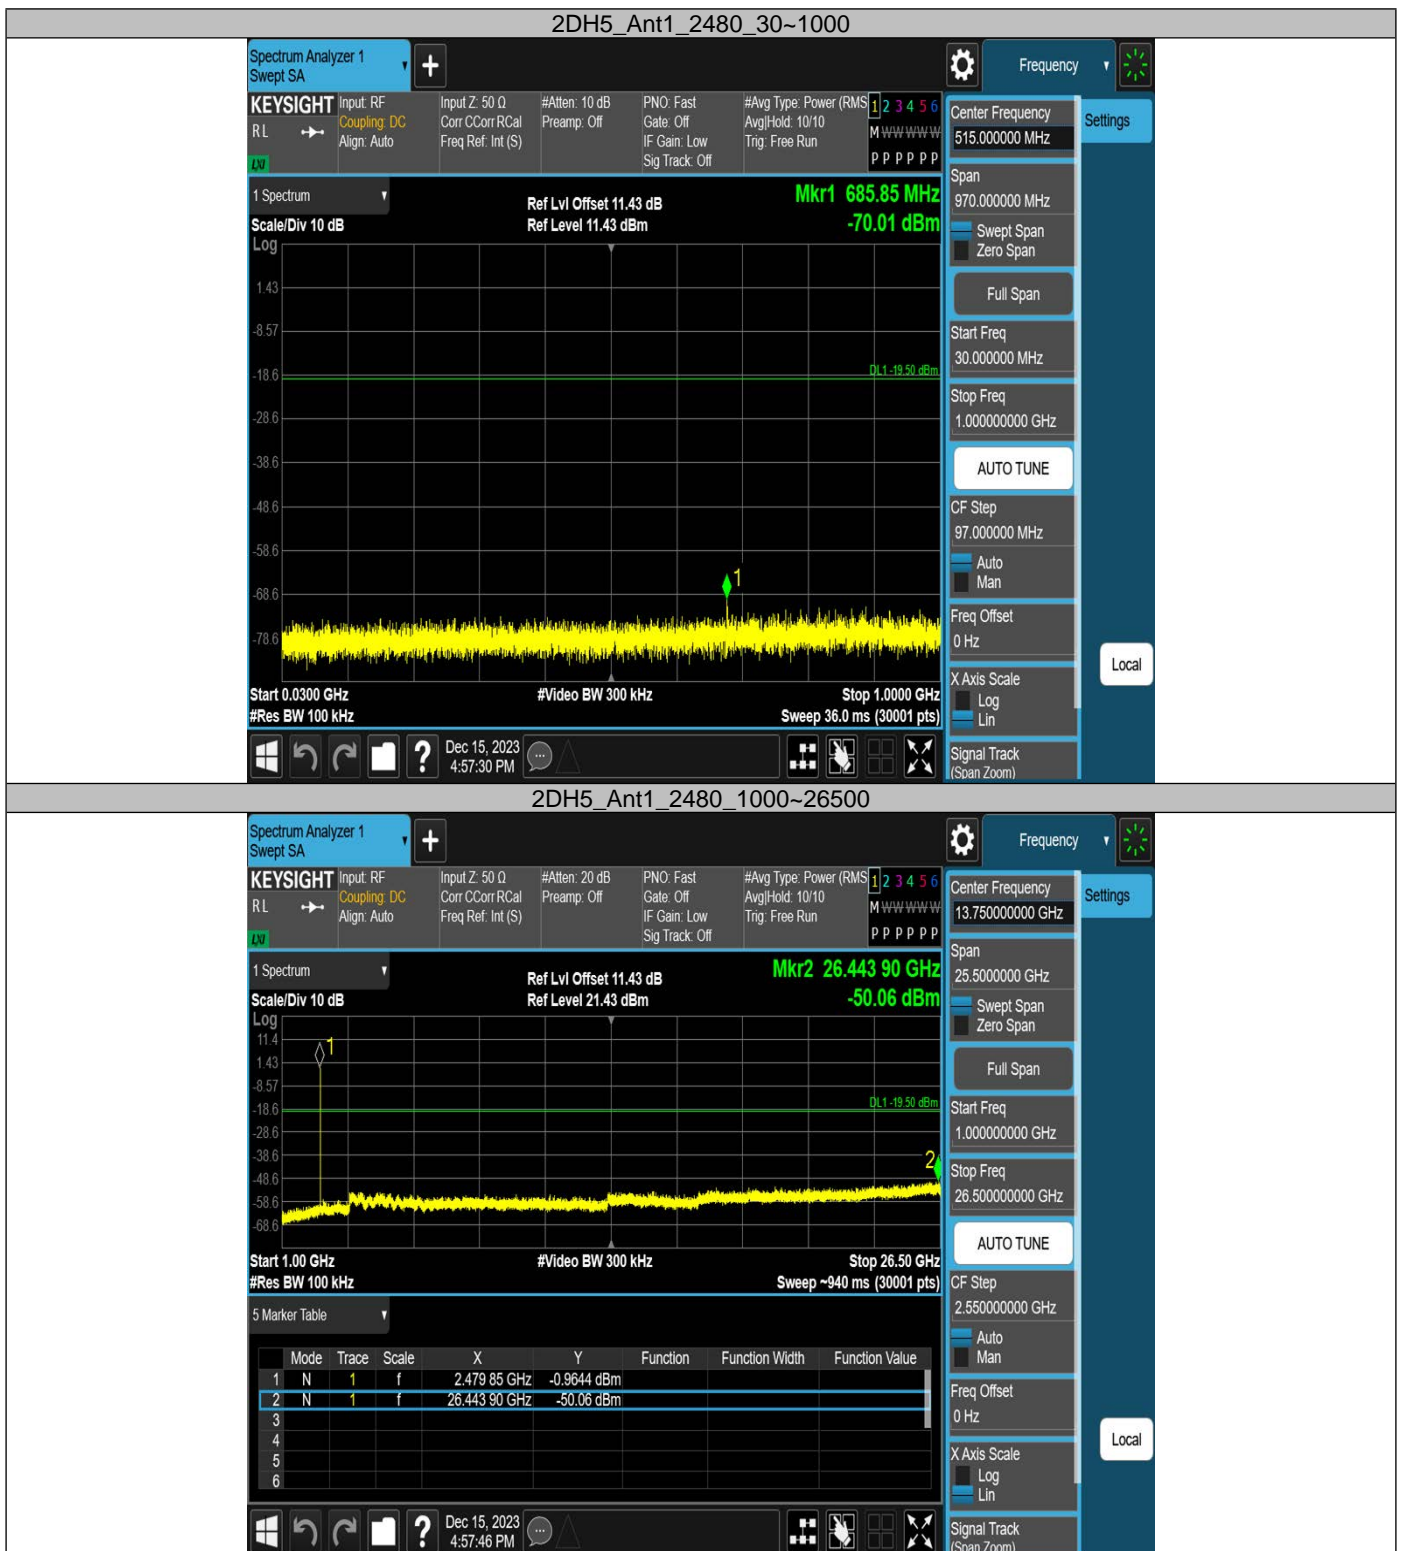 2DH5_Ant1_2480_30~1000
Spectrum Analyzer 1
Swept SA
+
Frequency
KEYSIGHT
RL
LXI
Input: RF
Coupling: DC
Align: Auto
Input Z: 50 Ω
Corr CCorr RCal
Freq Ref: Int (S)
#Atten: 10 dB
Preamp: Off
PNO: Fast
Gate: Off
IF Gain: Low
Sig Track: Off
#Avg Type: Power (RMS
Avg|Hold: 10/10
Trig: Free Run
1 2 3 4 5 6
M W W W W W
P P P P P P
Center Frequency
515.000000 MHz
Settings
Span
970.000000 MHz
Swept Span
Zero Span
Full Span
Start Freq
30.000000 MHz
Stop Freq
1.000000000 GHz
AUTO TUNE
CF Step
97.000000 MHz
Auto
Man
Freq Offset
0 Hz
X Axis Scale
Log
Lin
Signal Track
(Span Zoom)
Local
1 Spectrum
Scale/Div 10 dB
Ref Lvl Offset 11.43 dB
Ref Level 11.43 dBm
Mkr1 685.85 MHz
-70.01 dBm
Log
1.43
-8.57
-18.6
-28.6
-38.6
-48.6
-58.6
-68.6
-78.6
DL1 -19.50 dBm
1
Start 0.0300 GHz
#Res BW 100 kHz
#Video BW 300 kHz
Stop 1.0000 GHz
Sweep 36.0 ms (30001 pts)
?
Dec 15, 2023
4:57:30 PM
2DH5_Ant1_2480_1000~26500
Spectrum Analyzer 1
Swept SA
+
Frequency
KEYSIGHT
RL
LXI
Input: RF
Coupling: DC
Align: Auto
Input Z: 50 Ω
Corr CCorr RCal
Freq Ref: Int (S)
#Atten: 20 dB
Preamp: Off
PNO: Fast
Gate: Off
IF Gain: Low
Sig Track: Off
#Avg Type: Power (RMS
Avg|Hold: 10/10
Trig: Free Run
1 2 3 4 5 6
M W W W W W
P P P P P P
Center Frequency
13.750000000 GHz
Settings
Span
25.5000000 GHz
Swept Span
Zero Span
Full Span
Start Freq
1.000000000 GHz
Stop Freq
26.500000000 GHz
AUTO TUNE
CF Step
2.550000000 GHz
Auto
Man
Freq Offset
0 Hz
X Axis Scale
Log
Lin
Signal Track
(Span Zoom)
Local
1 Spectrum
Scale/Div 10 dB
Ref Lvl Offset 11.43 dB
Ref Level 21.43 dBm
Mkr2 26.443 90 GHz
-50.06 dBm
Log
11.4
1.43
-8.57
-18.6
-28.6
-38.6
-48.6
-58.6
-68.6
1
DL1 -19.50 dBm
2
Start 1.00 GHz
#Res BW 100 kHz
#Video BW 300 kHz
Stop 26.50 GHz
Sweep ~940 ms (30001 pts)
5 Marker Table
Mode Trace Scale X Y Function Function Width Function Value
1 N 1 f 2.479 85 GHz -0.9644 dBm
2 N 1 f 26.443 90 GHz -50.06 dBm
3
4
5
6
?
Dec 15, 2023
4:57:46 PM